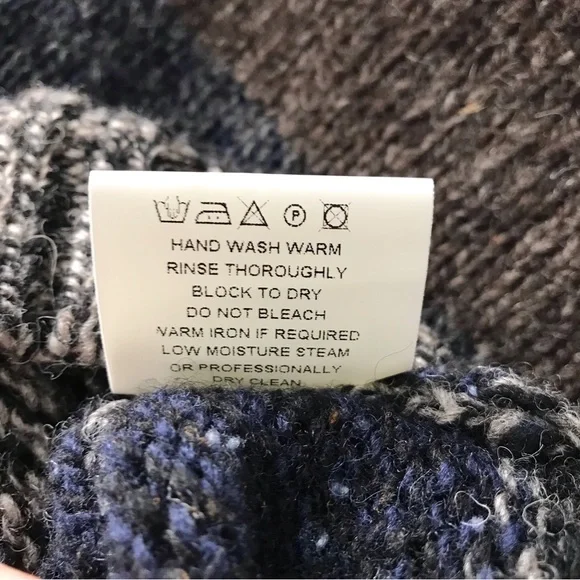 P
HAND WASH WARM
RINSE THOROUGHLY
BLOCK TO DRY
DO NOT BLEACH
WARM IRON IF REQUIRED
LOW MOISTURE STEAM
OR PROFESSIONALLY
DRY CLEAN